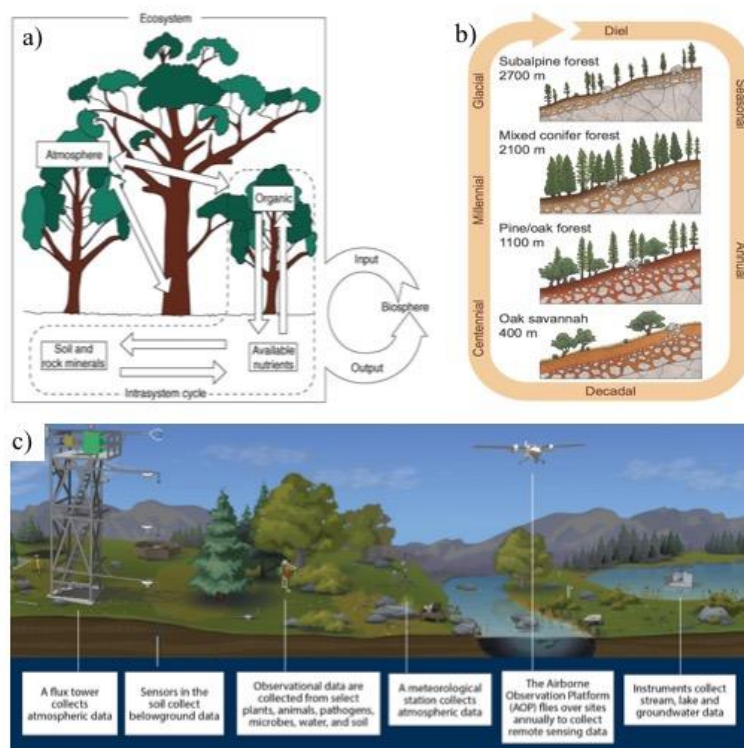 a)
Ecosystem
Atmosphere
Organic
Input
Biosphere
Output
Soil and
rock minerals
Available
nutrients
Intrasystem cycle
b)
Diel
Seasonal
Annual
Decadal
Centennial
Millennial
Glacial
Subalpine forest
2700 m
Mixed conifer forest
2100 m
Pine/oak forest
1100 m
Oak savannah
400 m
c)
A flux tower
collects
atmospheric data
Sensors in the
soil collect
belowground data
Observational data are
collected from select
plants, animals, pathogens,
microbes, water, and soil
A meteorological
station collects
atmospheric data
The Airborne
Observation Platform
(AOP) flies over sites
annually to collect
remote sensing data
Instruments collect
stream, lake and
groundwater data